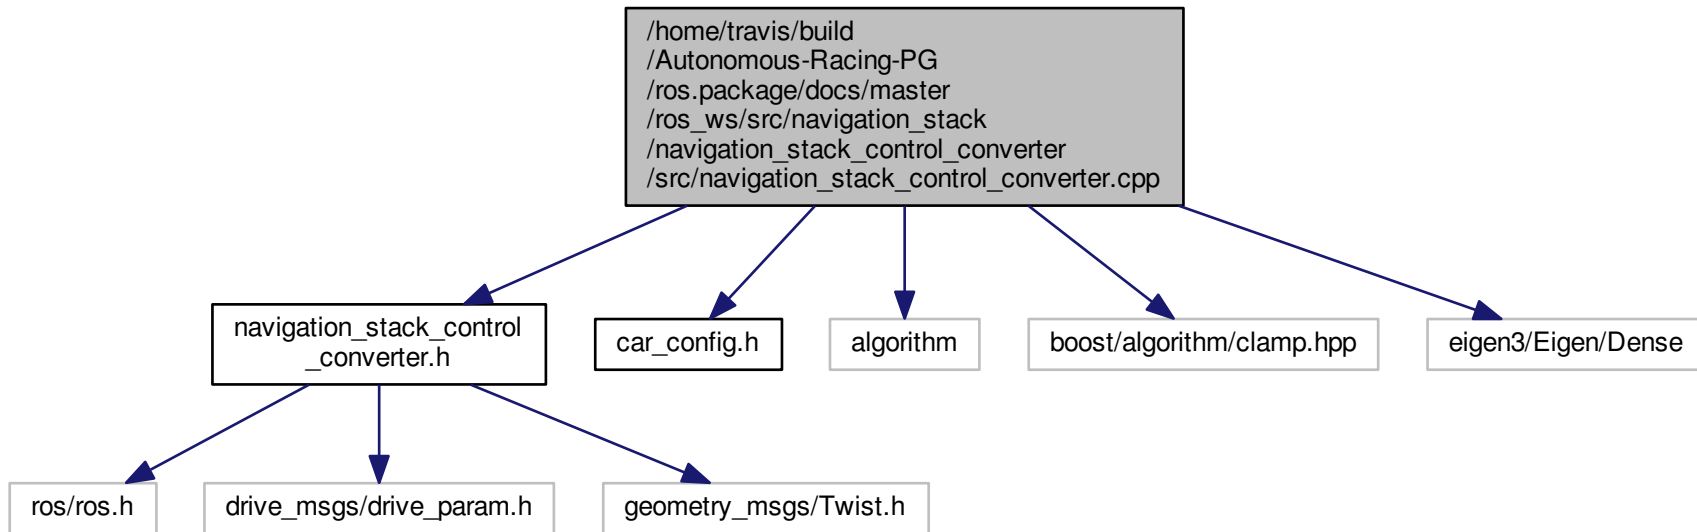 /home/travis/build
/Autonomous-Racing-PG
/ros.package/docs/master
/ros_ws/src/navigation_stack
/navigation_stack_control_converter
/src/navigation_stack_control_converter.cpp
navigation_stack_control
_converter.h
car_config.h
algorithm
boost/algorithm/clamp.hpp
eigen3/Eigen/Dense
ros/ros.h
drive_msgs/drive_param.h
geometry_msgs/Twist.h